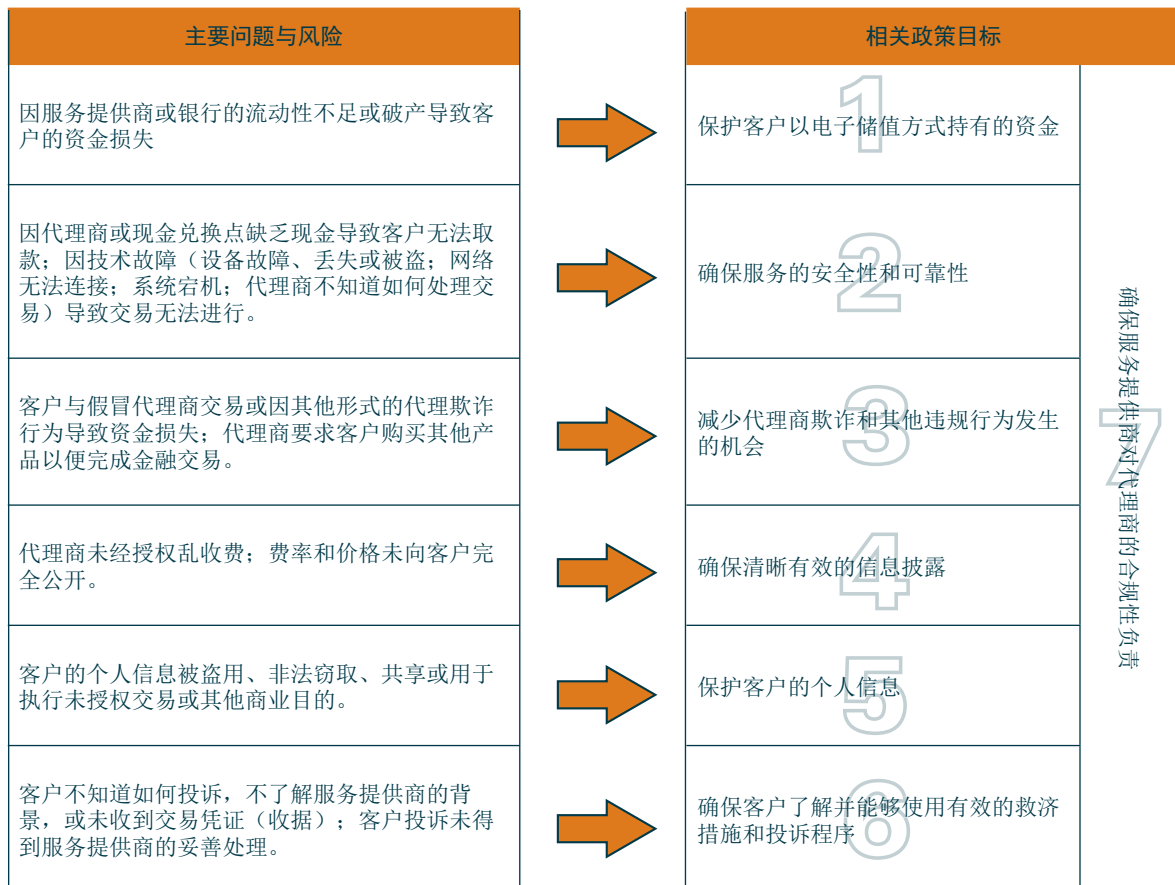 主要问题与风险
相关政策目标
因服务提供商或银行的流动性不足或破产导致客
户的资金损失
1
保护客户以电子储值方式持有的资金
因代理商或现金兑换点缺乏现金导致客户无法取
款；因技术故障（设备故障、丢失或被盗；网络
无法连接；系统宕机；代理商不知道如何处理交
易）导致交易无法进行。
2
确保服务的安全性和可靠性
客户与假冒代理商交易或因其他形式的代理欺诈
行为导致资金损失；代理商要求客户购买其他产
品以便完成金融交易。
3
减少代理商欺诈和其他违规行为发生
的机会
代理商未经授权乱收费；费率和价格未向客户完
全公开。
4
确保清晰有效的信息披露
客户的个人信息被盗用、非法窃取、共享或用于
执行未授权交易或其他商业目的。
5
保护客户的个人信息
客户不知道如何投诉，不了解服务提供商的背
景，或未收到交易凭证（收据）；客户投诉未得
到服务提供商的妥善处理。
6
确保客户了解并能够使用有效的救济
措施和投诉程序
7
确保服务提供商对代理商的合规性负责